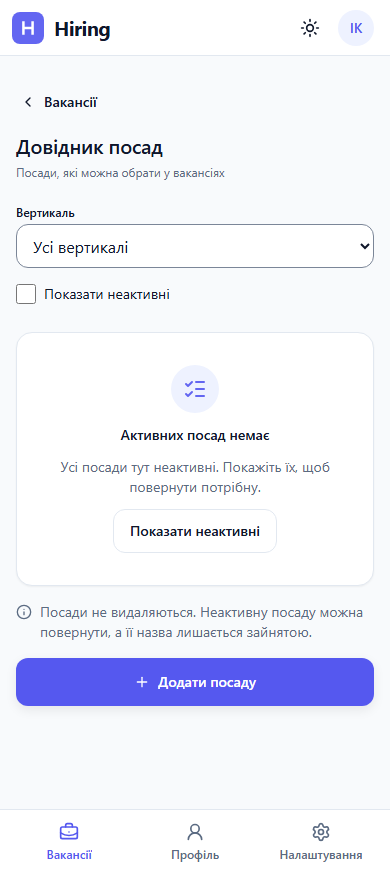 H Hiring
ІК
Вакансії
Довідник посад
Посади, які можна обрати у вакансіях
Вертикаль
Усі вертикалі
Показати неактивні
Активних посад немає
Усі посади тут неактивні. Покажіть їх, щоб
повернути потрібну.
Показати неактивні
Посади не видаляються. Неактивну посаду можна
повернути, а її назва лишається зайнятою.
+ Додати посаду
Вакансії Профіль Налаштування